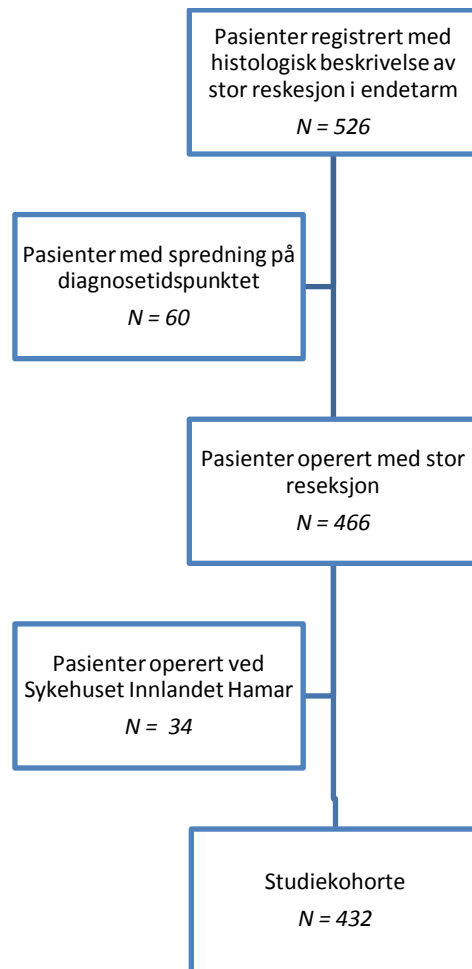 Pasienter registrert med
histologisk beskrivelse av
stor reskesjon i endetarm
N = 526
Pasienter med spredning på
diagnosetidspunktet
N = 60
Pasienter operert med stor
reseksjon
N = 466
Pasienter operert ved
Sykehuset Innlandet Hamar
N = 34
Studiekohorte
N = 432